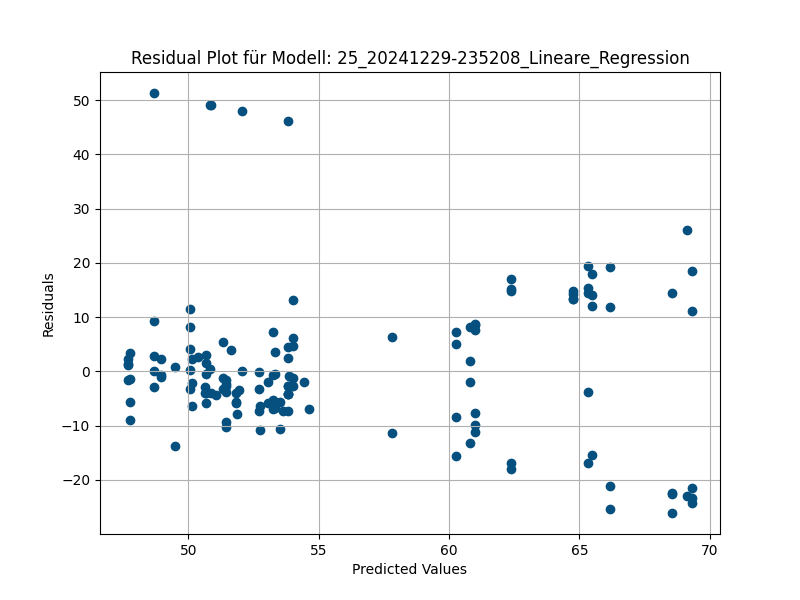 Residual Plot für Modell: 25_20241229-235208_Lineare_Regression
50
40
30
20
10
0
−10
−20
Residuals
50 55 60 65 70
Predicted Values